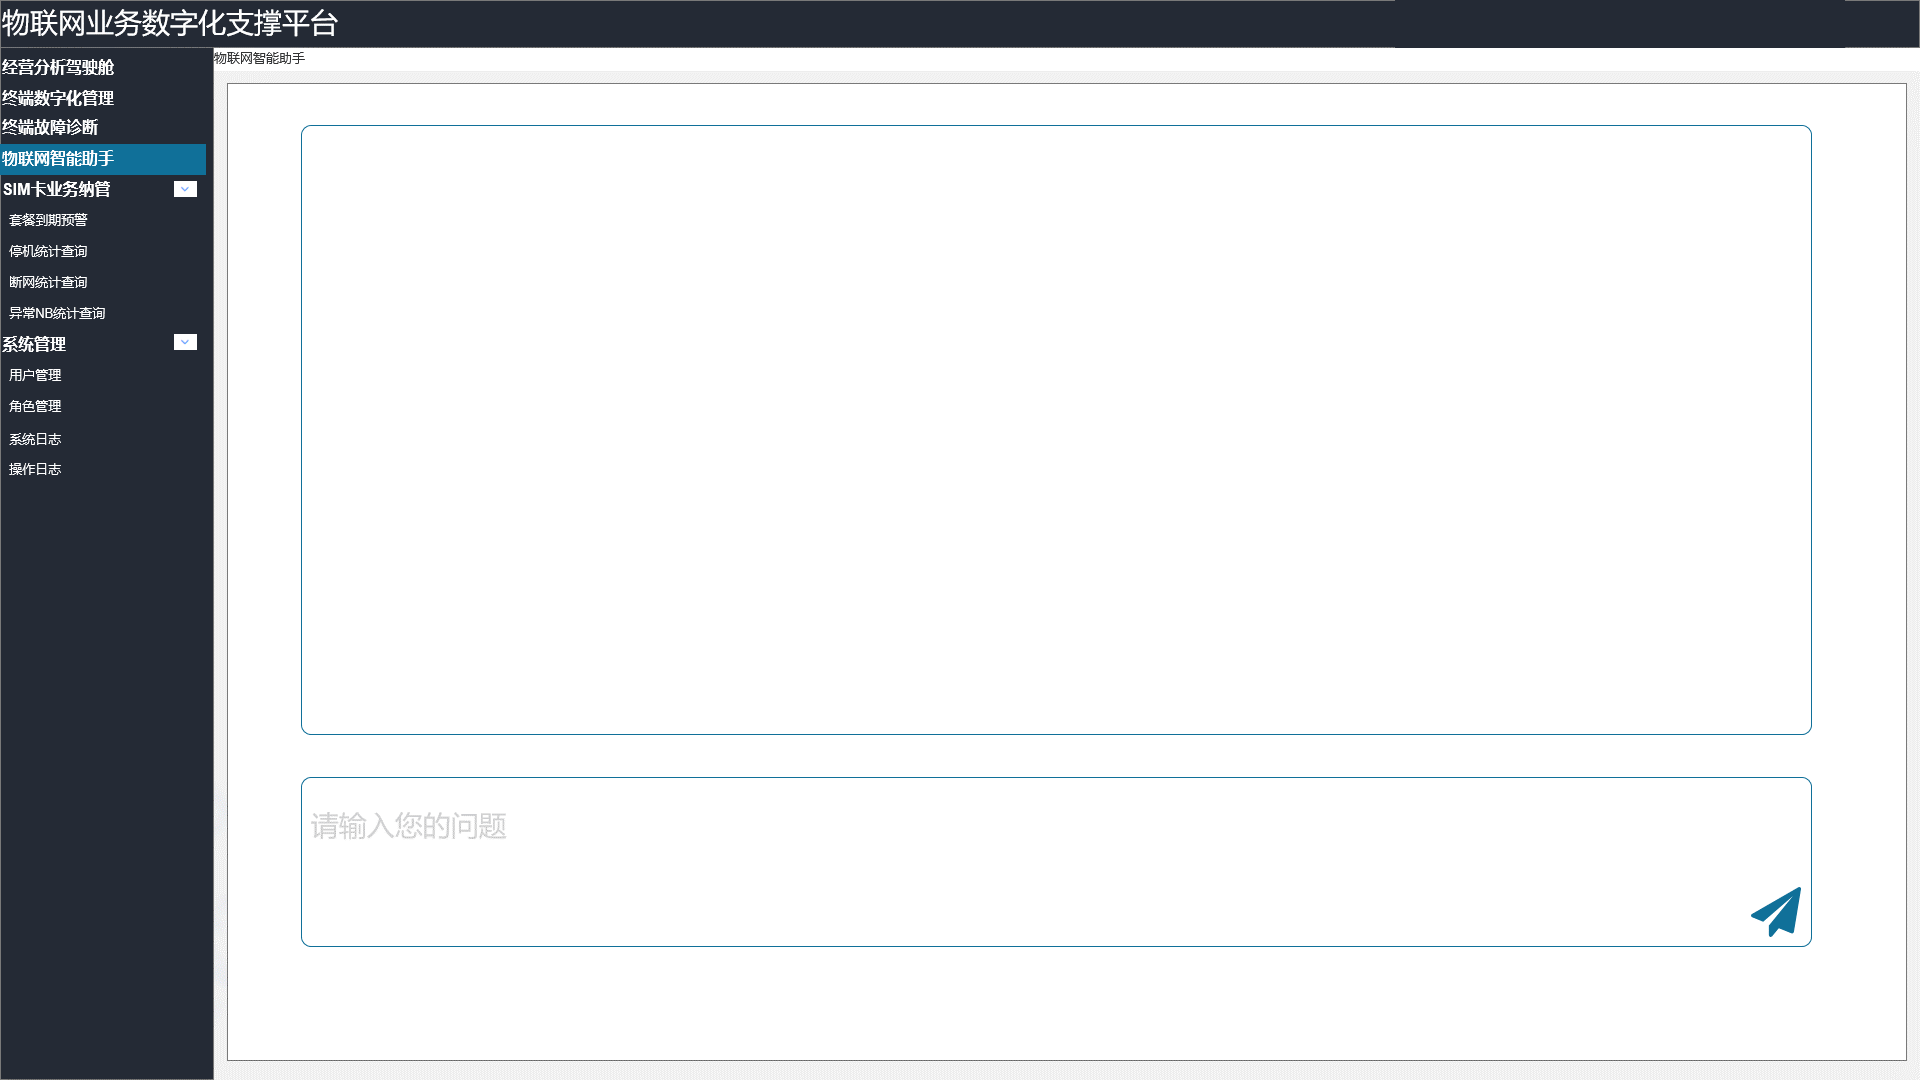 物联网业务数字化支撑平台
物联网智能助手
经营分析驾驶舱
终端数字化管理
终端故障诊断
物联网智能助手
SIM卡业务纳管
套餐到期预警
停机统计查询
断网统计查询
异常NB统计查询
系统管理
用户管理
角色管理
系统日志
操作日志
请输入您的问题